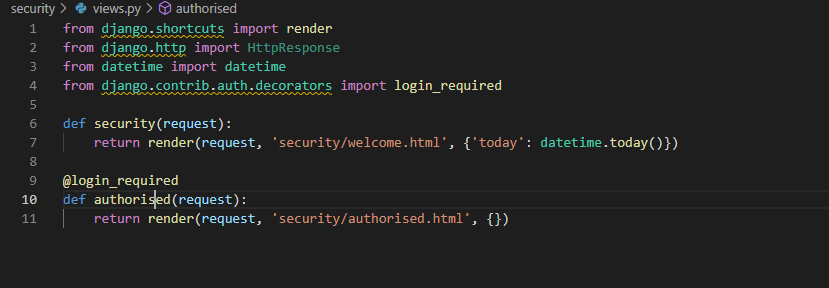 security > views.py > authorised
1 from django.shortcuts import render
2 from django.http import HttpResponse
3 from datetime import datetime
4 from django.contrib.auth.decorators import login_required
5
6 def security(request):
7     return render(request, 'security/welcome.html', {'today': datetime.today()})
8
9 @login_required
10 def authorised(request):
11     return render(request, 'security/authorised.html', {})